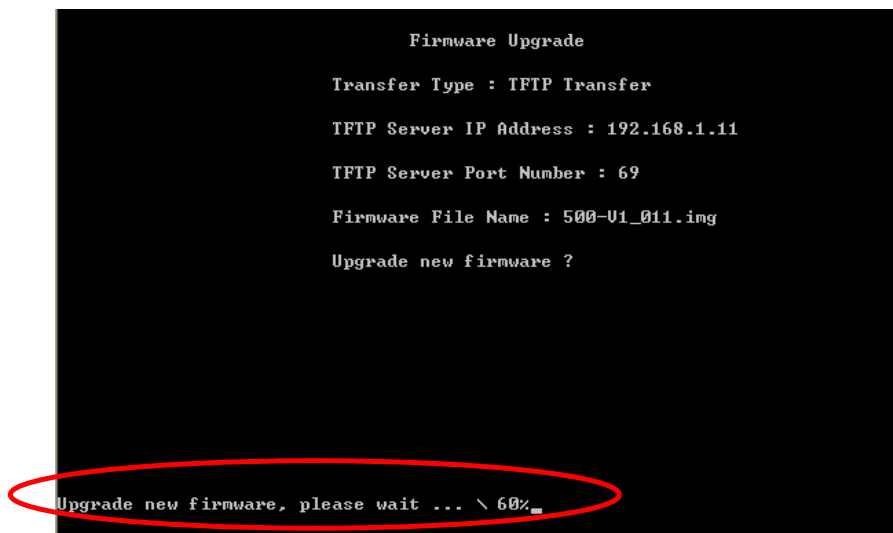 Firmware Upgrade
Transfer Type : TFTP Transfer
TFTP Server IP Address : 192.168.1.11
TFTP Server Port Number : 69
Firmware File Name : 500-V1_011.img
Upgrade new firmware ?
Upgrade new firmware, please wait ... \ 60%_